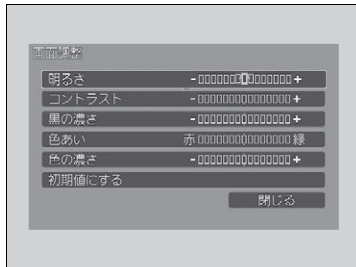 画面調整
明るさ - +
コントラスト - +
黒の濃さ - +
色あい 赤 緑
色の濃さ - +
初期値にする
閉じる